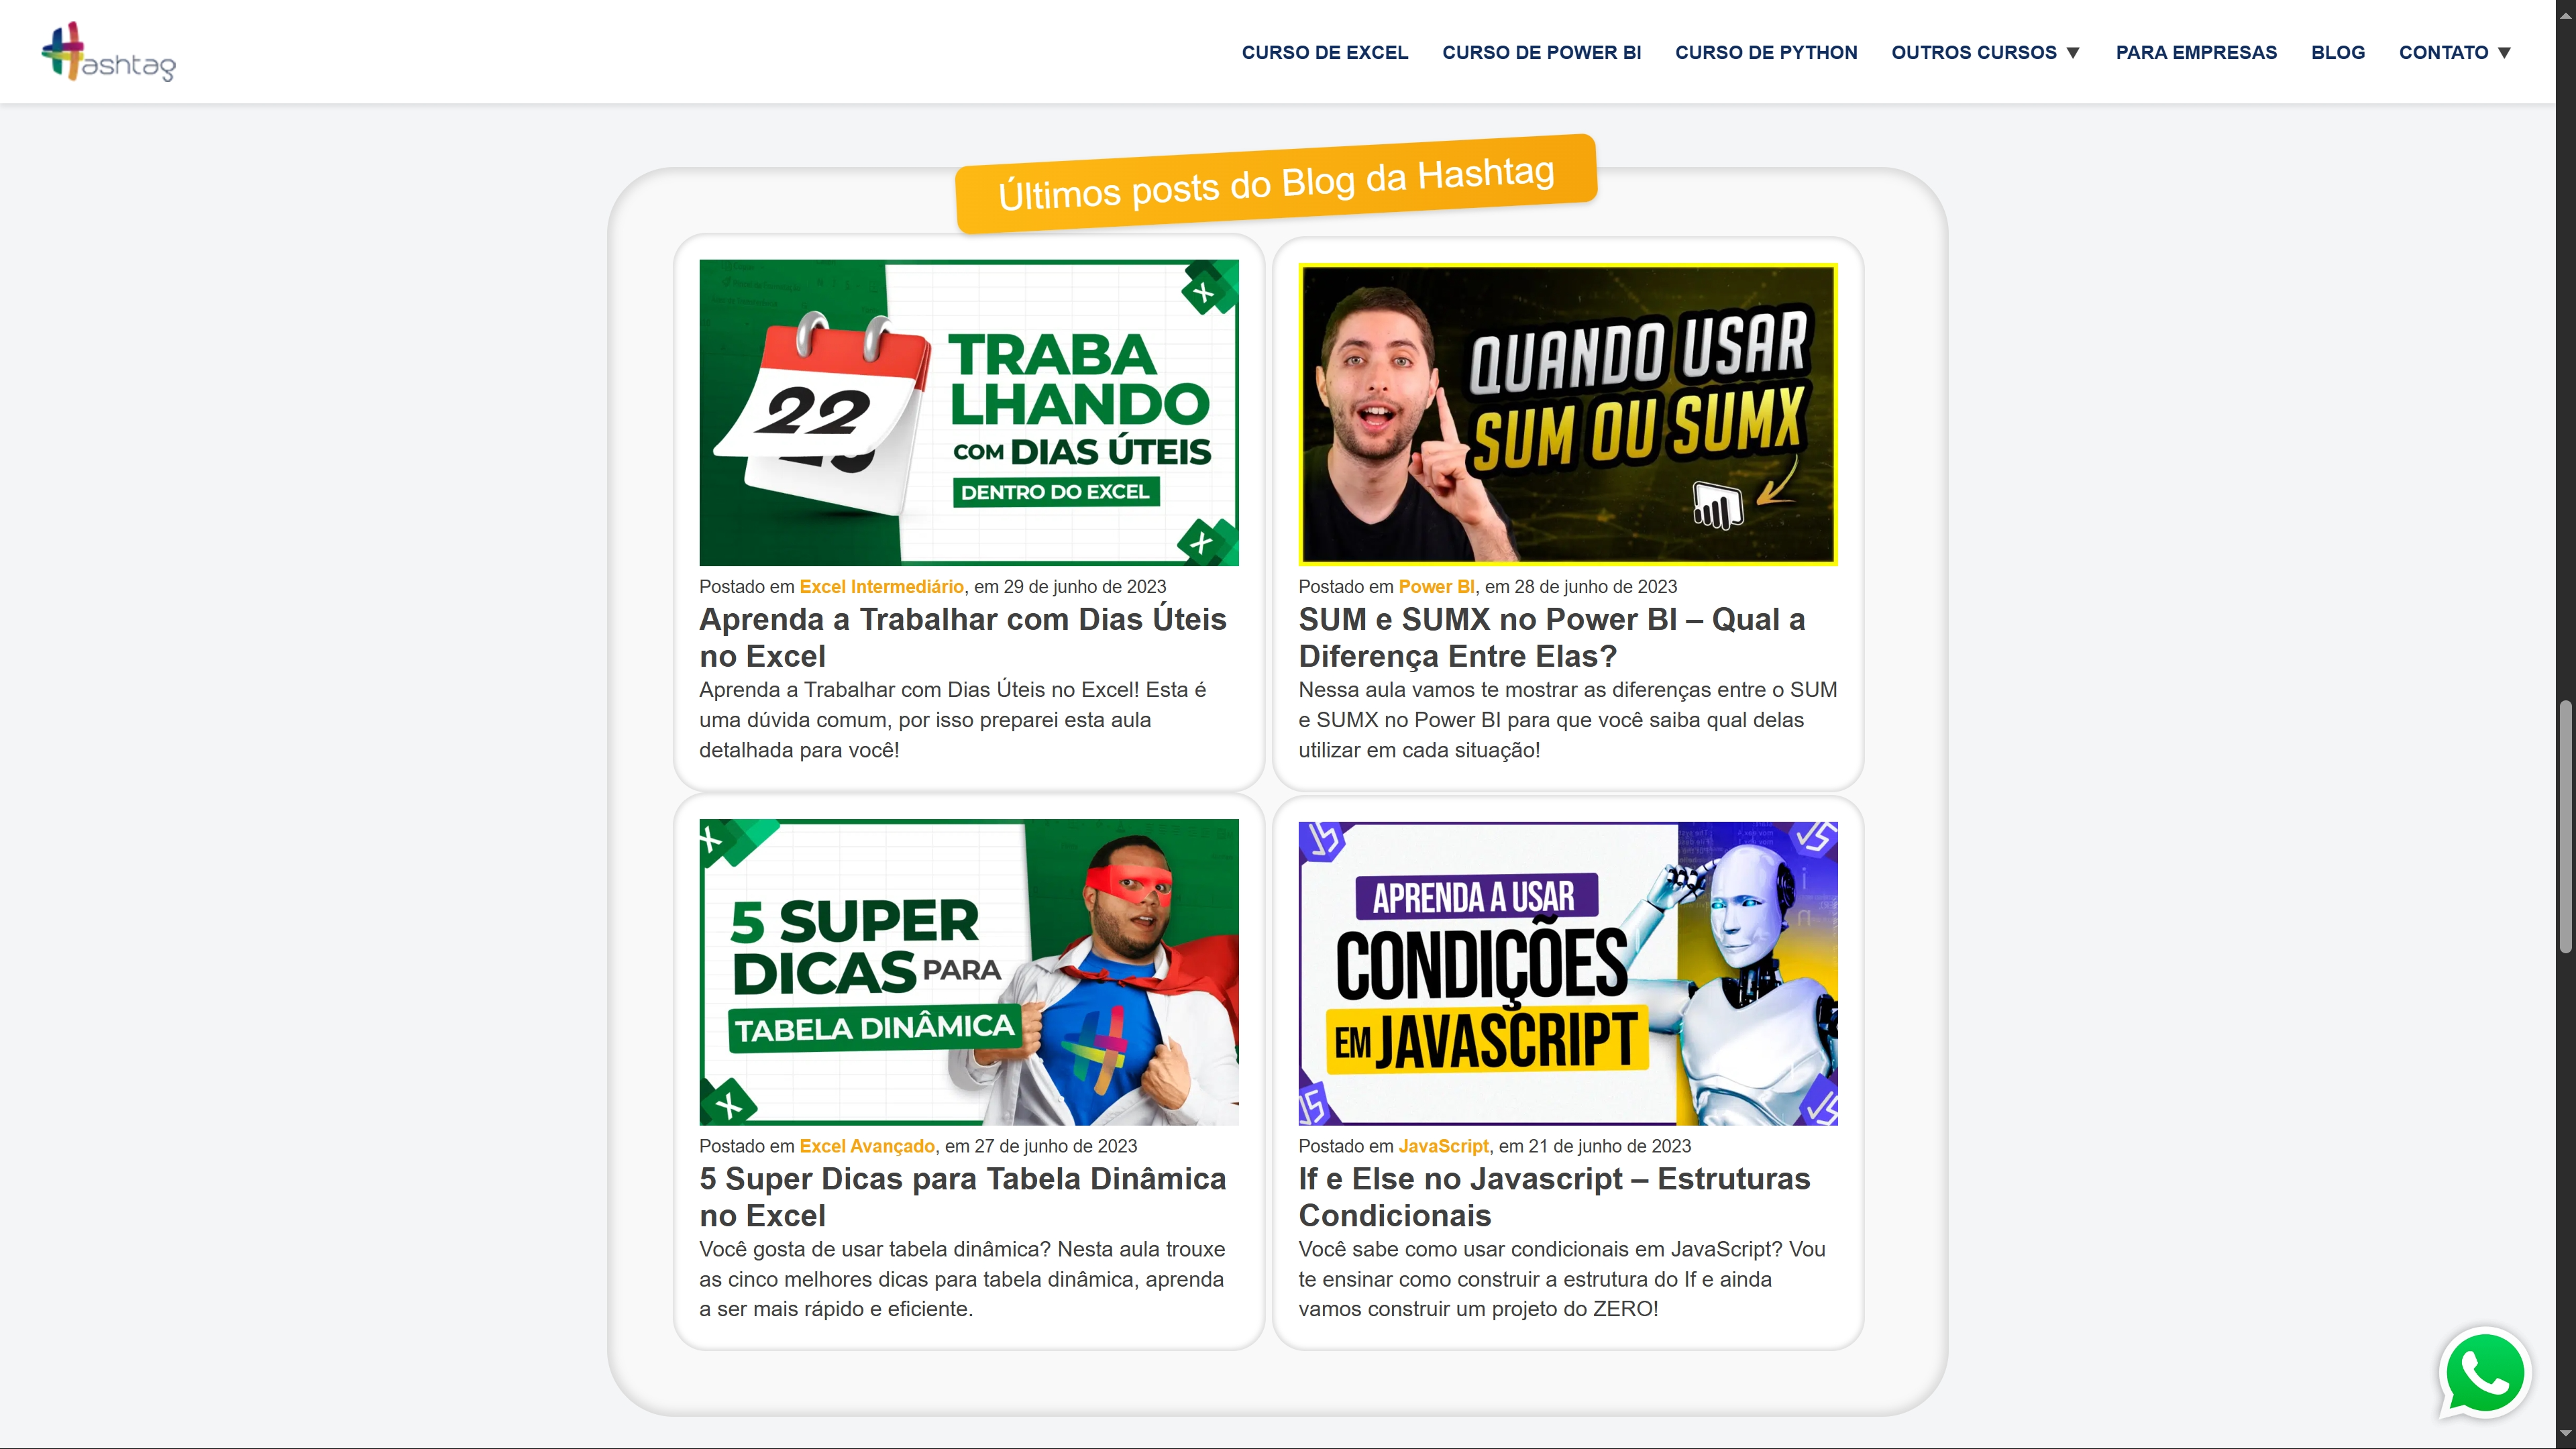 ashtag
CURSO DE EXCEL CURSO DE POWER BI CURSO DE PYTHON OUTROS CURSOS ▼ PARA EMPRESAS BLOG CONTATO ▼
Últimos posts do Blog da Hashtag
22
TRABA
LHANDO
COM DIAS ÚTEIS
DENTRO DO EXCEL
Postado em Excel Intermediário, em 29 de junho de 2023
Aprenda a Trabalhar com Dias Úteis
no Excel
Aprenda a Trabalhar com Dias Úteis no Excel! Esta é
uma dúvida comum, por isso preparei esta aula
detalhada para você!
QUANDO USAR
SUM OU SUMX
Postado em Power BI, em 28 de junho de 2023
SUM e SUMX no Power BI – Qual a
Diferença Entre Elas?
Nessa aula vamos te mostrar as diferenças entre o SUM
e SUMX no Power BI para que você saiba qual delas
utilizar em cada situação!
5 SUPER
DICAS PARA
TABELA DINÂMICA
Postado em Excel Avançado, em 27 de junho de 2023
5 Super Dicas para Tabela Dinâmica
no Excel
Você gosta de usar tabela dinâmica? Nesta aula trouxe
as cinco melhores dicas para tabela dinâmica, aprenda
a ser mais rápido e eficiente.
JS
JS
APRENDA A USAR
CONDIÇÕES
EM JAVASCRIPT
JS
JS
Postado em JavaScript, em 21 de junho de 2023
If e Else no Javascript – Estruturas
Condicionais
Você sabe como usar condicionais em JavaScript? Vou
te ensinar como construir a estrutura do If e ainda
vamos construir um projeto do ZERO!